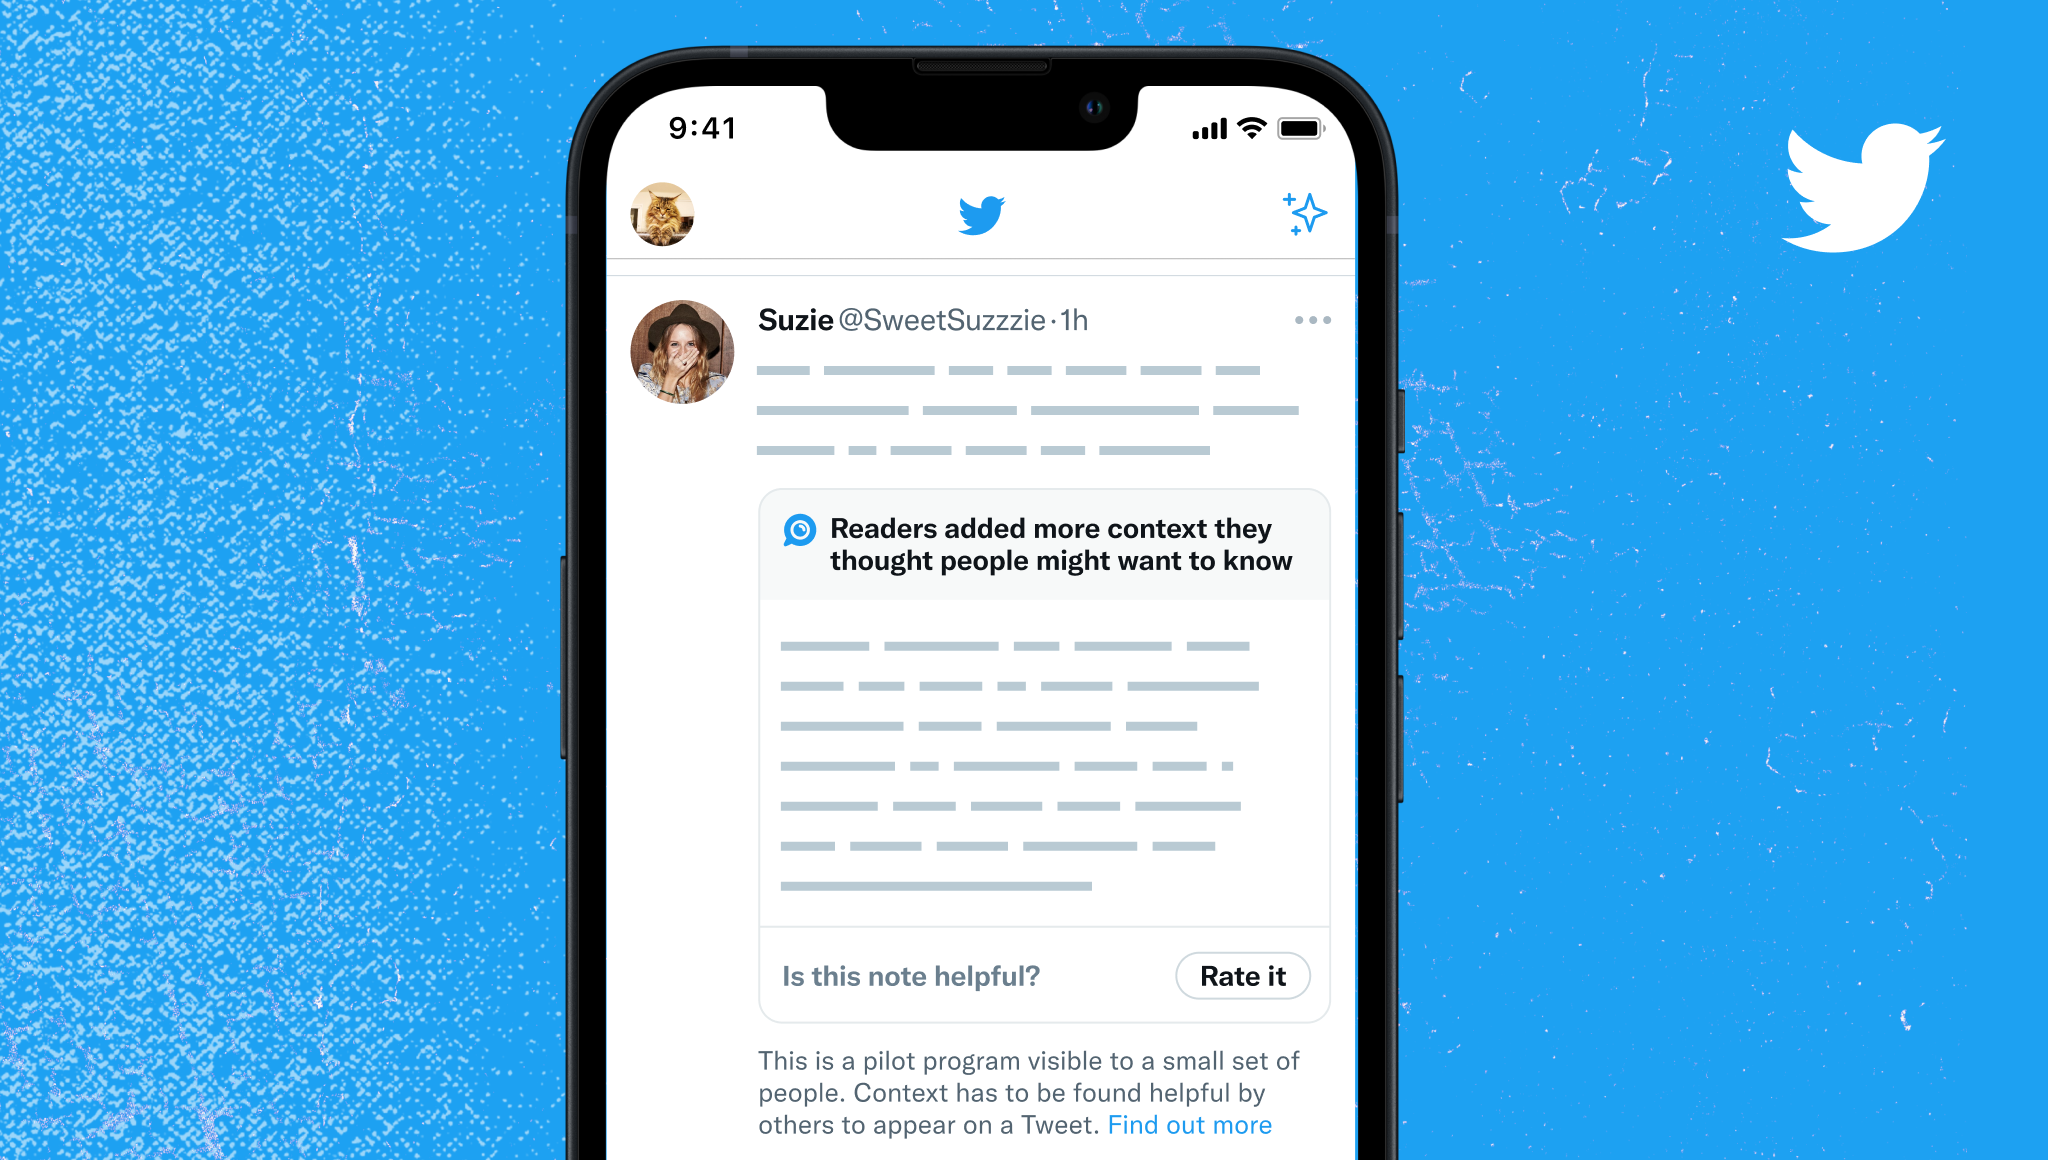 9:41
Suzie @SweetSuzzzie · 1h
Readers added more context they
thought people might want to know
Is this note helpful?
Rate it
This is a pilot program visible to a small set of
people. Context has to be found helpful by
others to appear on a Tweet. Find out more